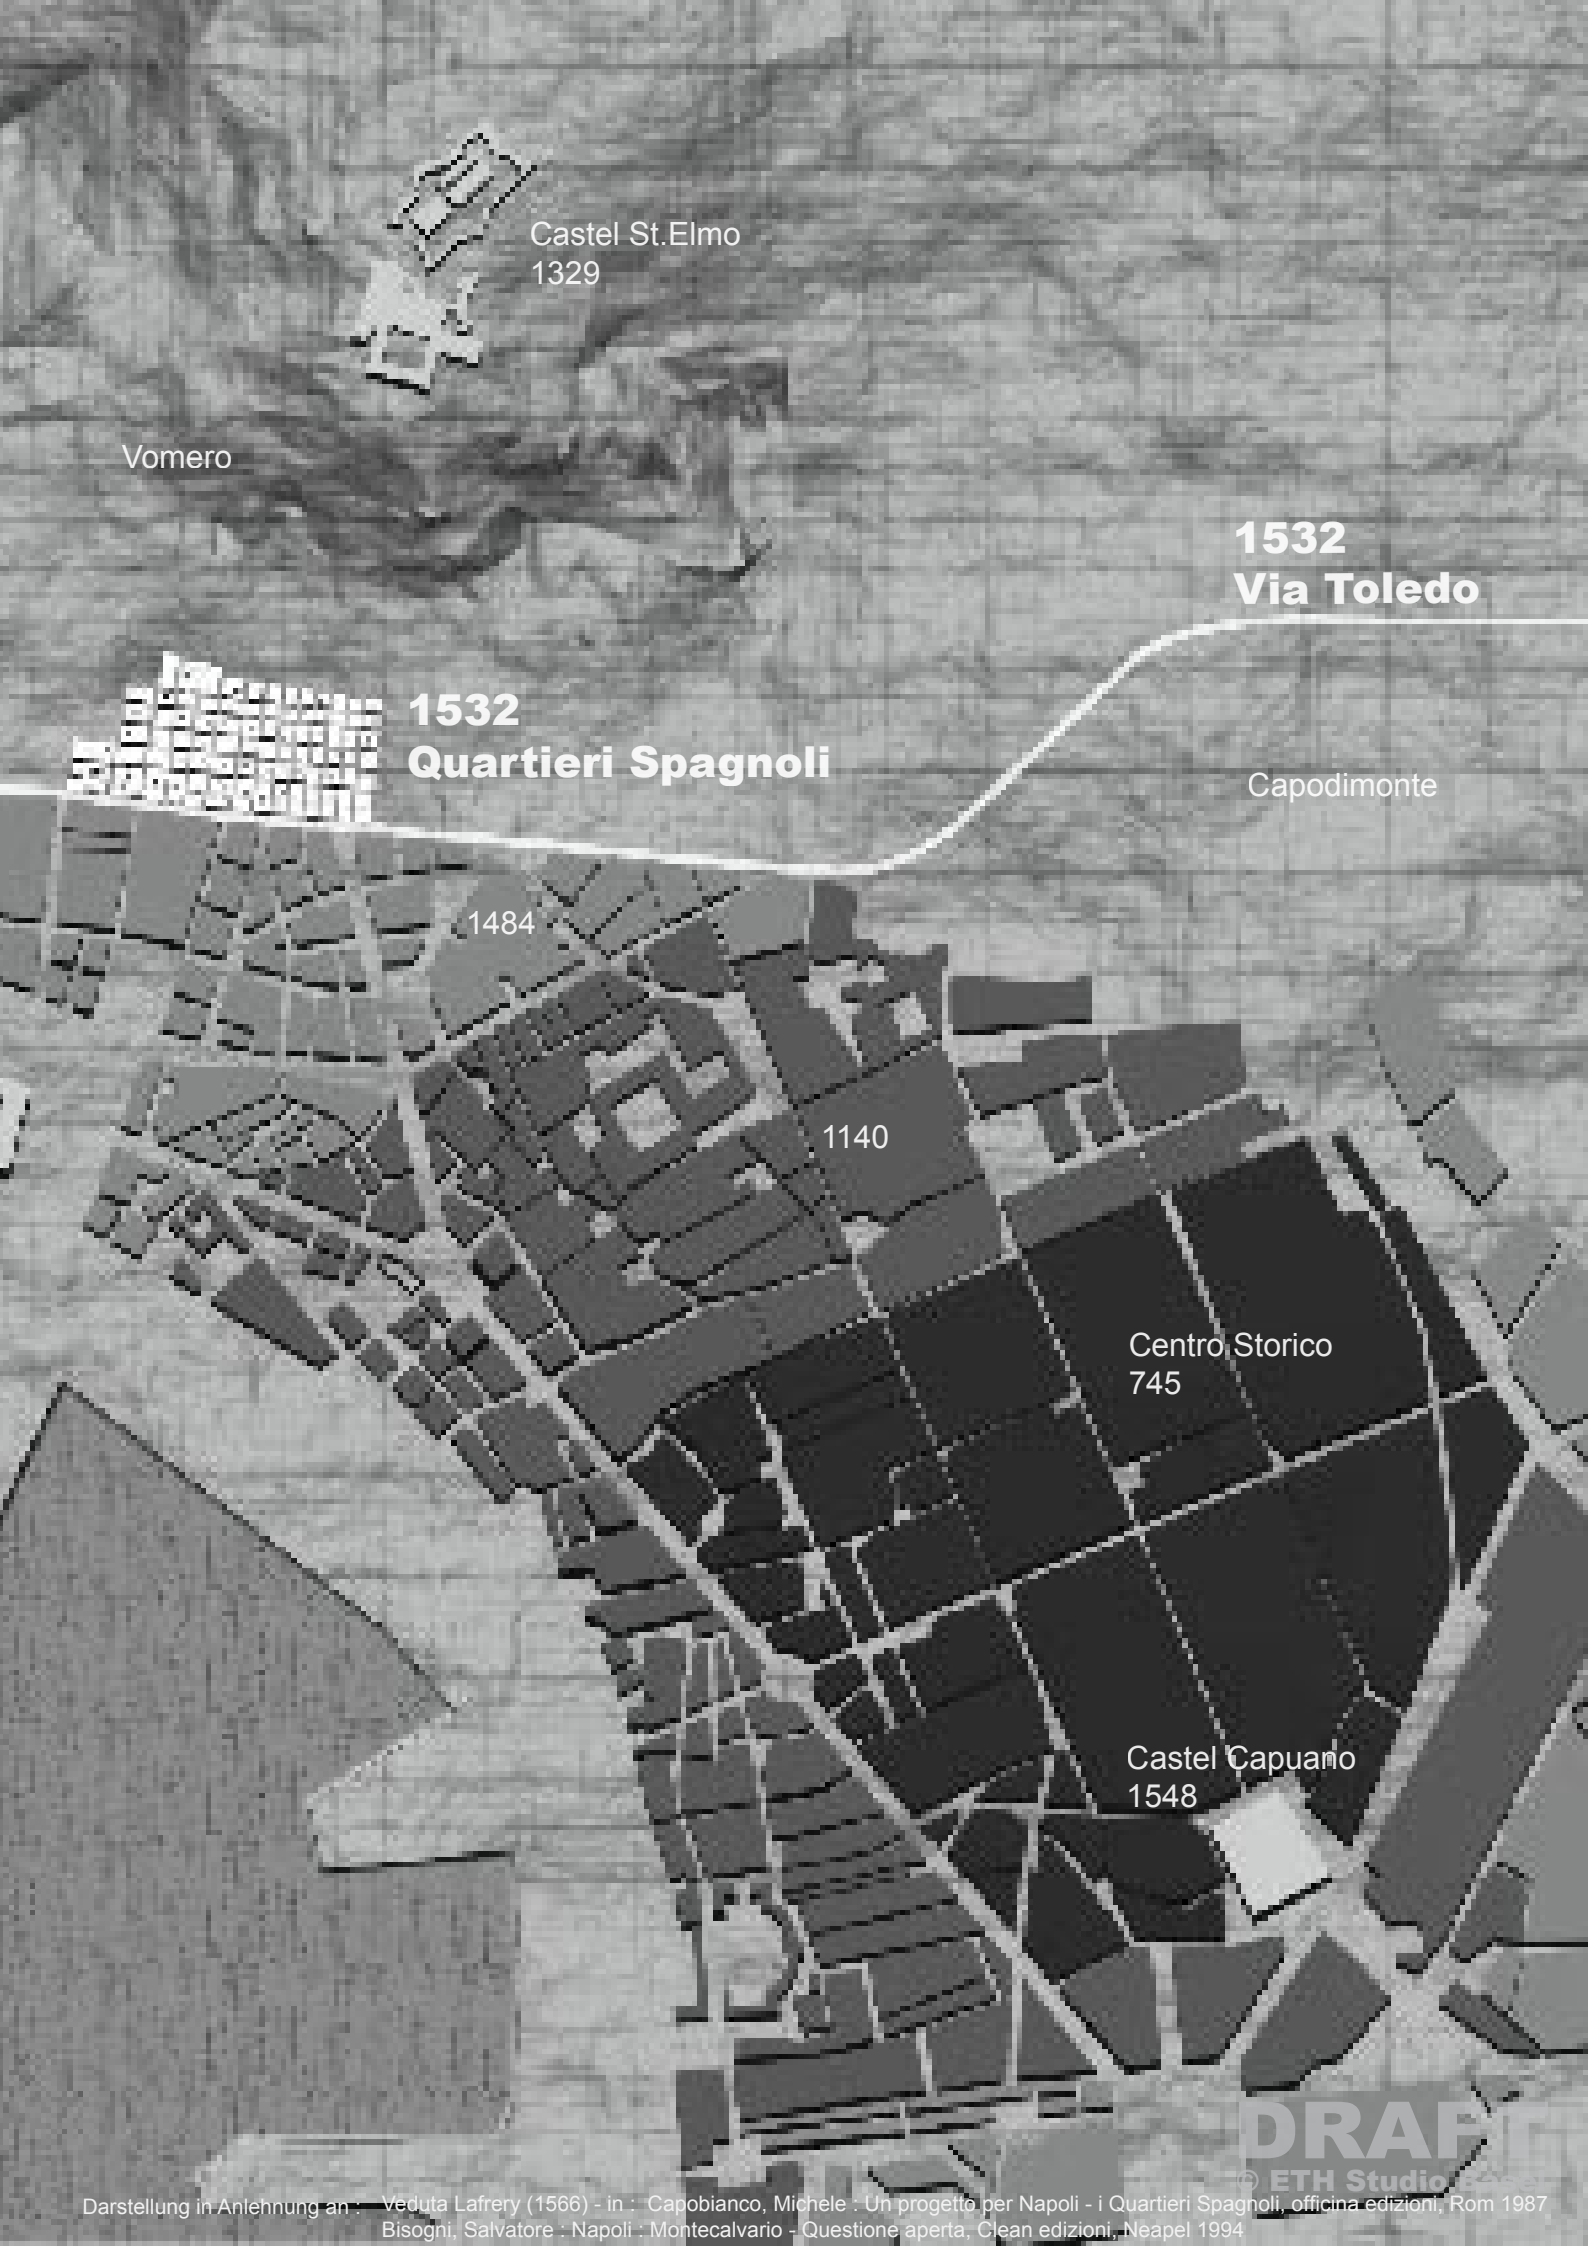 Castel St.Elmo
1329
Vomero
1532
Via Toledo
1532
Quartieri Spagnoli
Capodimonte
1484
1140
Centro Storico
745
Castel Capuano
1548
DRAFT
© ETH Studio Basel
Darstellung in Anlehnung an : Veduta Lafrery (1566) - in : Capobianco, Michele : Un progetto per Napoli - i Quartieri Spagnoli, officina edizioni, Rom 1987
Bisogni, Salvatore : Napoli : Montecalvario - Questione aperta, Clean edizioni, Neapel 1994